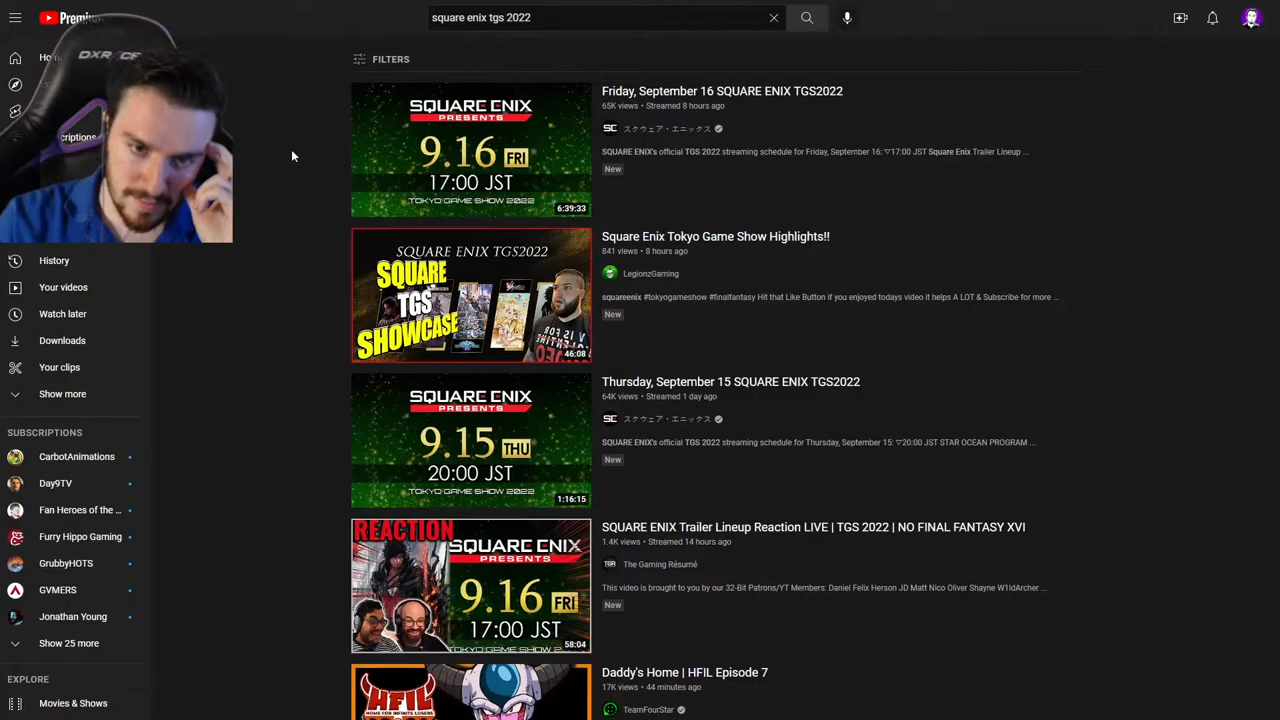 Premium
square enix tgs 2022
DXRACER
FILTERS
SQUARE ENIX
PRESENTS
9.16 FRI
17:00 JST
TOKYO GAME SHOW 2022
6:39:33
Friday, September 16 SQUARE ENIX TGS2022
65K views • Streamed 8 hours ago
スクウェア・エニックス
SQUARE ENIX's official TGS 2022 streaming schedule for Friday, September 16: ▽17:00 JST Square Enix Trailer Lineup ...
New
SQUARE ENIX TGS2022
SQUARE
TGS
SHOWCASE
46:08
Square Enix Tokyo Game Show Highlights!!
841 views • 8 hours ago
LegionzGaming
squareenix #tokyogameshow #finalfantasy Hit that Like Button if you enjoyed todays video it helps A LOT & Subscribe for more ...
New
SQUARE ENIX
PRESENTS
9.15 THU
20:00 JST
TOKYO GAME SHOW 2022
1:16:15
Thursday, September 15 SQUARE ENIX TGS2022
64K views • Streamed 1 day ago
スクウェア・エニックス
SQUARE ENIX's official TGS 2022 streaming schedule for Thursday, September 15: ▽20:00 JST STAR OCEAN PROGRAM ...
New
REACTION
SQUARE ENIX
PRESENTS
9.16 FRI
17:00 JST
58:04
SQUARE ENIX Trailer Lineup Reaction LIVE | TGS 2022 | NO FINAL FANTASY XVI
1.4K views • Streamed 14 hours ago
TGR
The Gaming Résumé
This video is brought to you by our 32-Bit Patrons/YT Members: Daniel Felix Herson JD Matt Nico Oliver Shayne W1ldArcher ...
New
HFIL
HOME FOR INFINITE LOSERS
Daddy's Home | HFIL Episode 7
17K views • 44 minutes ago
TeamFourStar
History
Your videos
Watch later
Downloads
Your clips
Show more
SUBSCRIPTIONS
CarbotAnimations
Day9TV
Fan Heroes of the ...
Furry Hippo Gaming
GrubbyHOTS
GVMERS
Jonathan Young
Show 25 more
EXPLORE
Movies & Shows